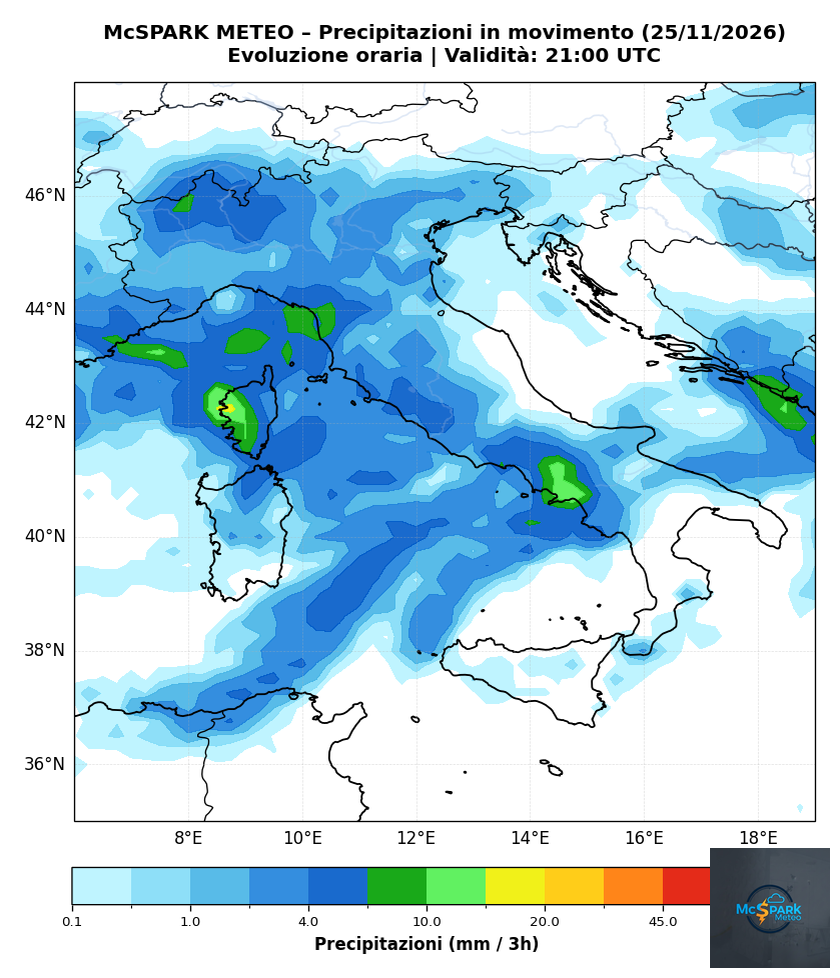 McSPARK METEO – Precipitazioni in movimento (25/11/2026)
Evoluzione oraria | Validità: 21:00 UTC
46°N
44°N
42°N
40°N
38°N
36°N
8°E 10°E 12°E 14°E 16°E 18°E
0.1 1.0 4.0 10.0 20.0 45.0
Precipitazioni (mm / 3h)
McSPARK
Meteo